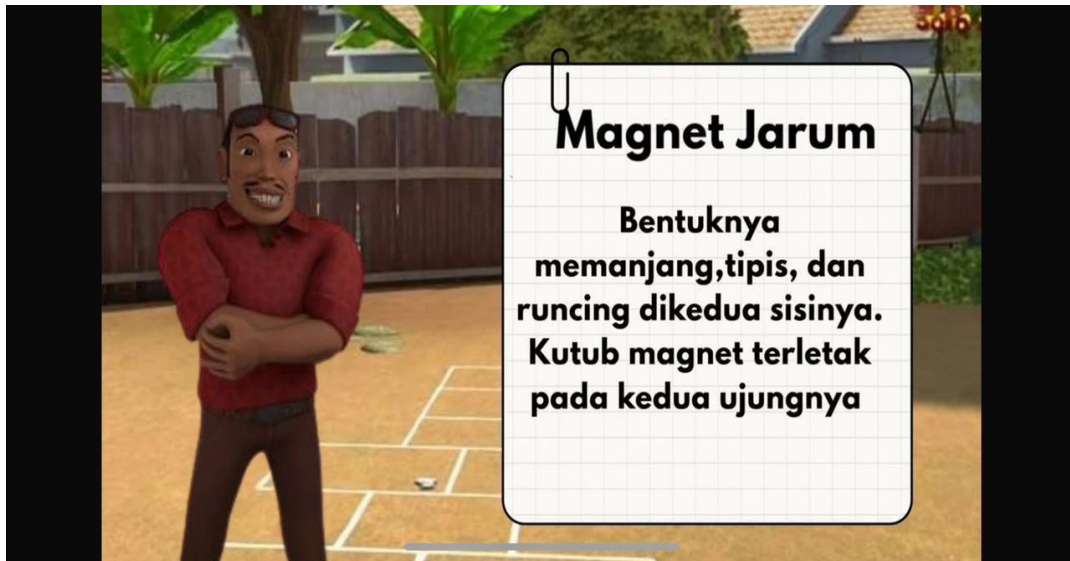 Magnet Jarum
Bentuknya
memanjang,tipis, dan
runcing dikedua sisinya.
Kutub magnet terletak
pada kedua ujungnya